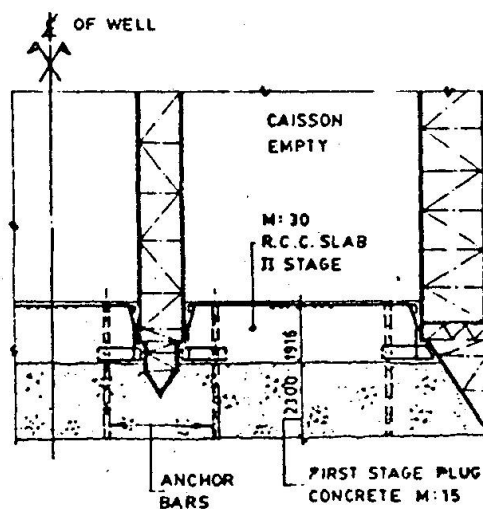 ℄ OF WELL
CAISSON
EMPTY
M:30
R.C.C. SLAB
II STAGE
1916
2300
ANCHOR
BARS
FIRST STAGE PLUG
CONCRETE M:15